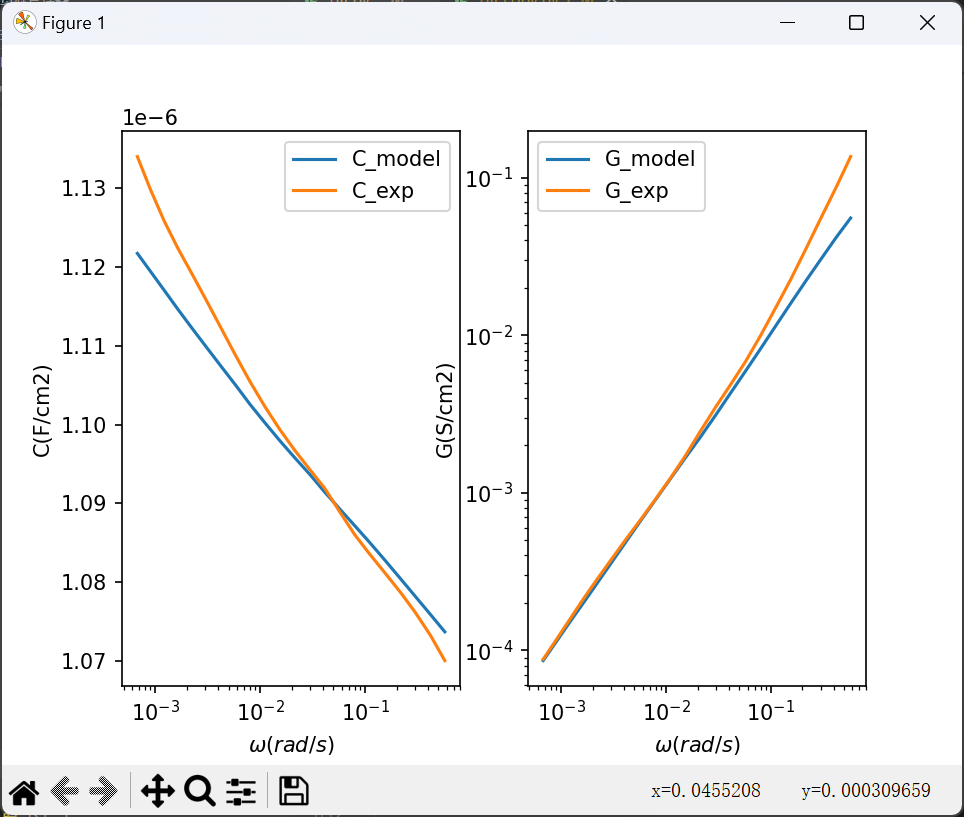 Figure 1
1e−6
C_model
C_exp
1.13
1.12
1.11
1.10
1.09
1.08
1.07
C(F/cm2)
10−3
10−2
10−1
ω(rad/s)
G_model
G_exp
10−1
10−2
10−3
10−4
G(S/cm2)
10−3
10−2
10−1
ω(rad/s)
x=0.0455208 y=0.000309659